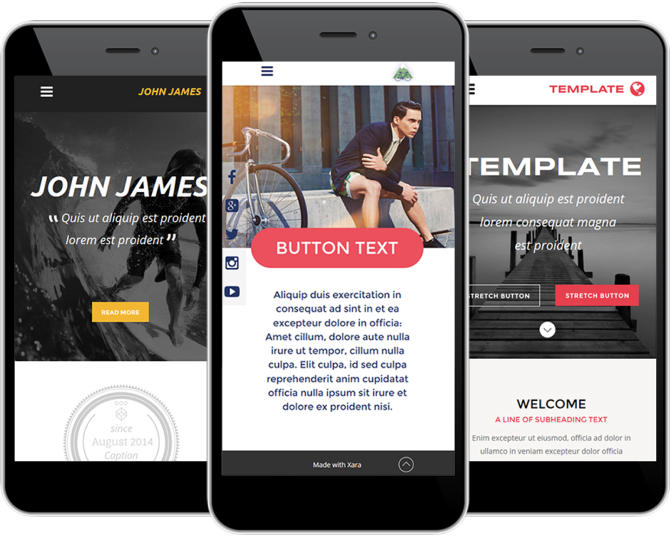 JOHN JAMES
JOHN JAMES
“ Quis ut aliquip est proident
lorem est proident ”
READ MORE
since
August 2014
Caption
BUTTON TEXT
Aliquip duis exercitation in
consequat ad sint in et ea
excepteur dolore in officia:
Amet cillum, dolore aute nulla
irure ut tempor, cillum nulla
culpa. Elit culpa, id sed culpa
reprehenderit anim cupidatat
officia nulla ipsum sit irure et
dolore ex proident nisi.
Made with Xara
TEMPLATE
TEMPLATE
Quis ut aliquip est proident
lorem consequat magna
est proident
STRETCH BUTTON
STRETCH BUTTON
WELCOME
A LINE OF SUBHEADING TEXT
Enim excepteur ut eiusmod, officia ad dolor in
ullamco in veniam excepteur dolor officia